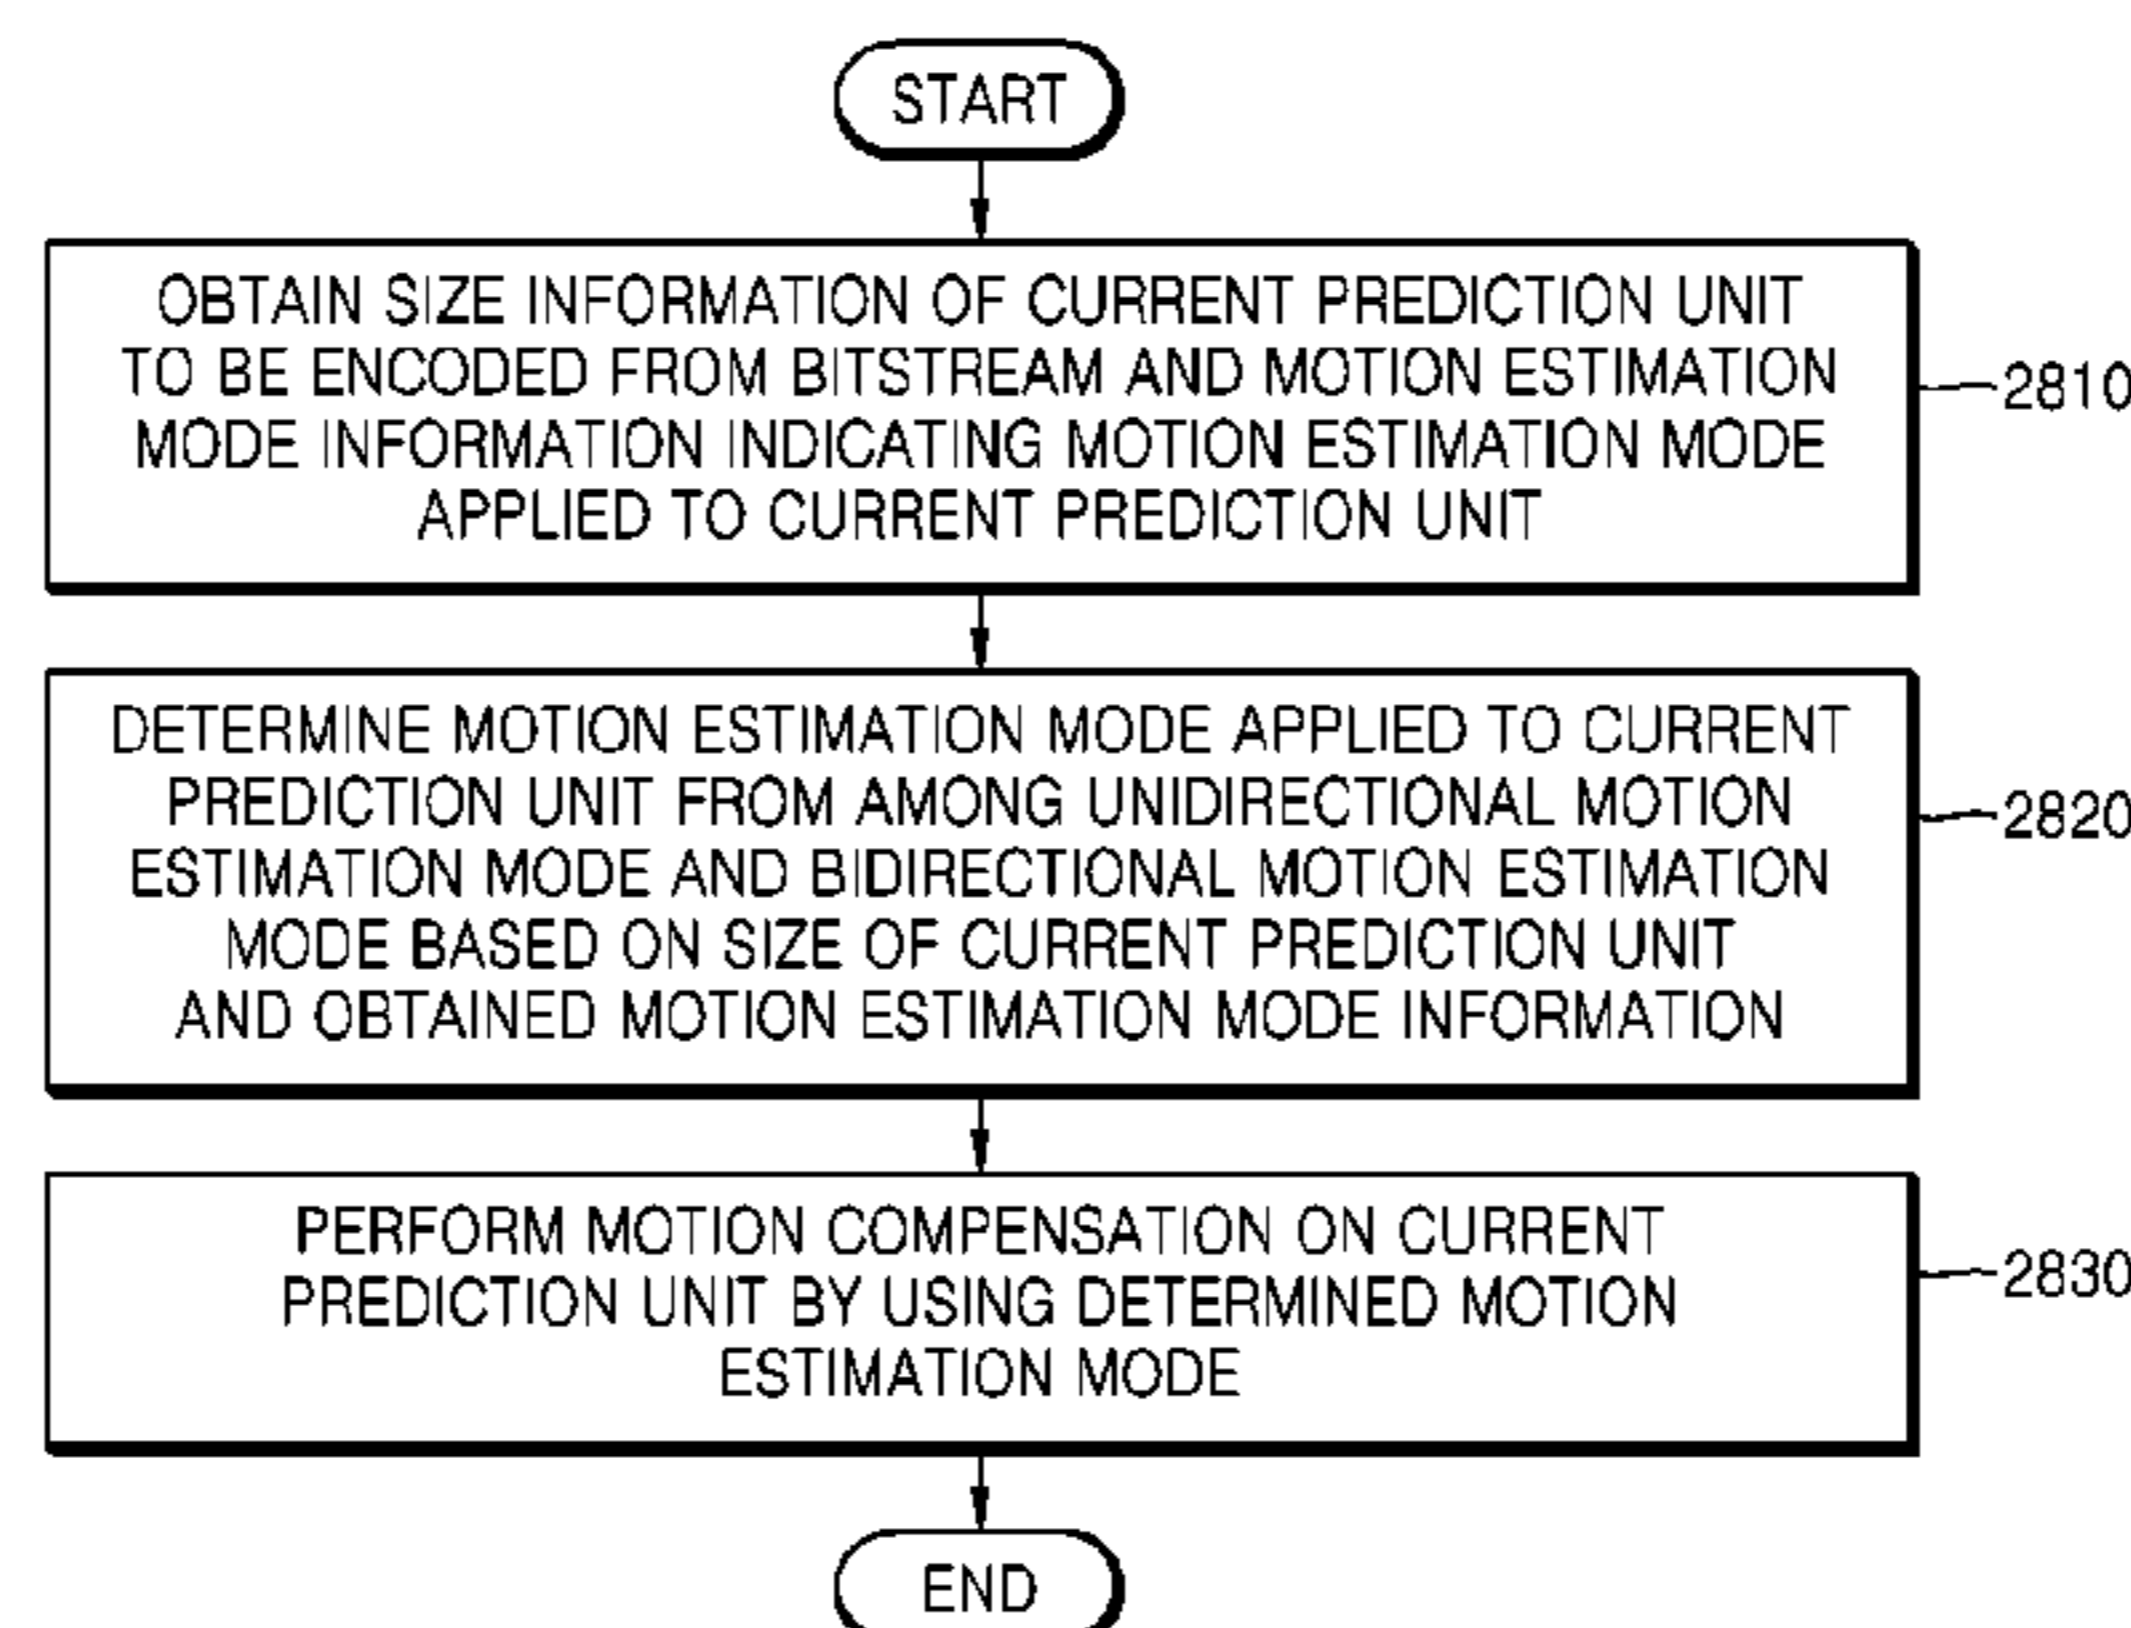 START
OBTAIN SIZE INFORMATION OF CURRENT PREDICTION UNIT
TO BE ENCODED FROM BITSTREAM AND MOTION ESTIMATION
MODE INFORMATION INDICATING MOTION ESTIMATION MODE
APPLIED TO CURRENT PREDICTION UNIT
2810
DETERMINE MOTION ESTIMATION MODE APPLIED TO CURRENT
PREDICTION UNIT FROM AMONG UNIDIRECTIONAL MOTION
ESTIMATION MODE AND BIDIRECTIONAL MOTION ESTIMATION
MODE BASED ON SIZE OF CURRENT PREDICTION UNIT
AND OBTAINED MOTION ESTIMATION MODE INFORMATION
2820
PERFORM MOTION COMPENSATION ON CURRENT
PREDICTION UNIT BY USING DETERMINED MOTION
ESTIMATION MODE
2830
END